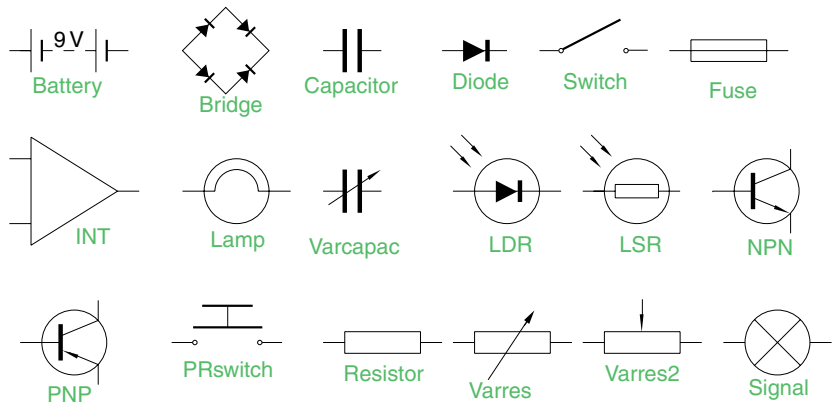 9 V
Battery
Bridge
Capacitor
Diode
Switch
Fuse
INT
Lamp
Varcapac
LDR
LSR
NPN
PNP
PRswitch
Resistor
Varres
Varres2
Signal